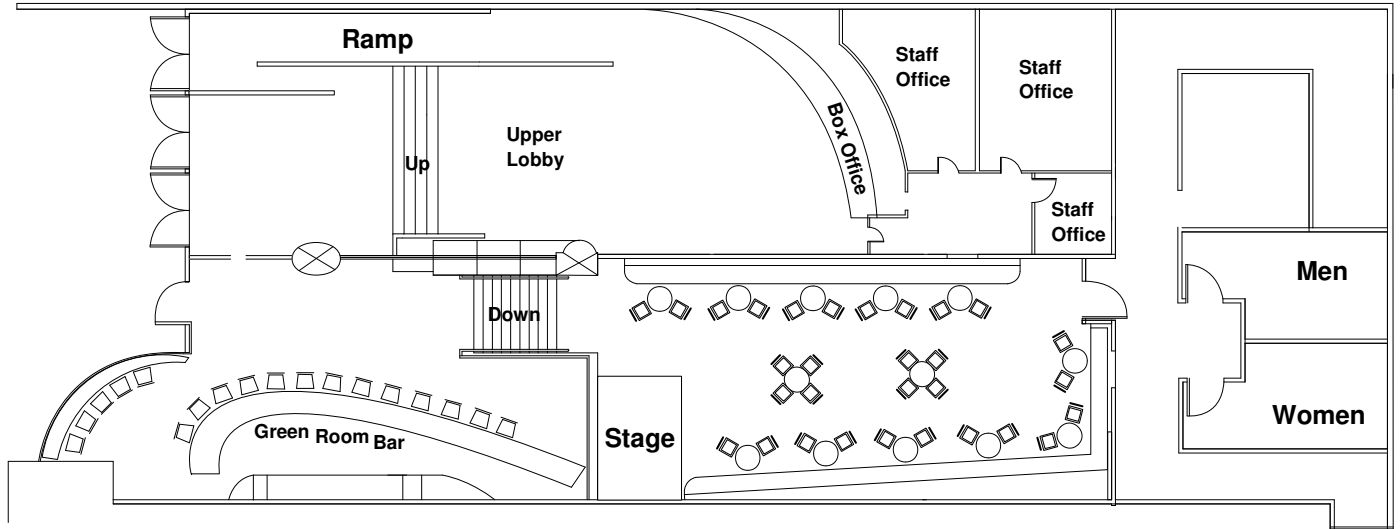 Ramp
Staff
Office
Staff
Office
Upper
Lobby
Up
Box Office
Staff
Office
Men
Down
Women
Green Room Bar
Stage